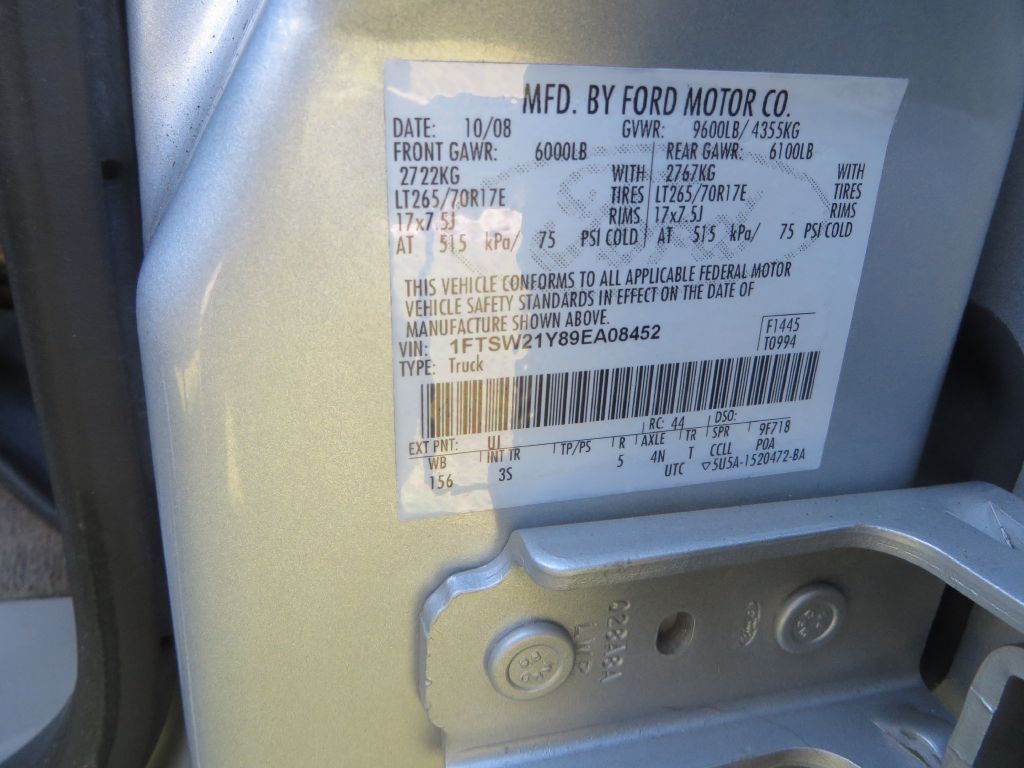 MFD. BY FORD MOTOR CO.
DATE: 10/08 GVWR: 9600LB/ 4355KG
FRONT GAWR: 6000LB REAR GAWR: 6100LB
2722KG WITH 2767KG WITH
LT265/70R17E TIRES LT265/70R17E TIRES
17x7.5J RIMS 17x7.5J RIMS
AT 515 kPa/ 75 PSI COLD AT 515 kPa/ 75 PSI COLD
THIS VEHICLE CONFORMS TO ALL APPLICABLE FEDERAL MOTOR
VEHICLE SAFETY STANDARDS IN EFFECT ON THE DATE OF
MANUFACTURE SHOWN ABOVE.
VIN: 1FTSW21Y89EA08452 F1445
TYPE: Truck T0994
EXT PNT: UJ RC: 44 DSO:
WB INT TR TP/PS R AXLE TR SPR 9F718
156 3S 5 4N T CCLL POA
UTC ▽5U5A-1520472-BA
028A8A